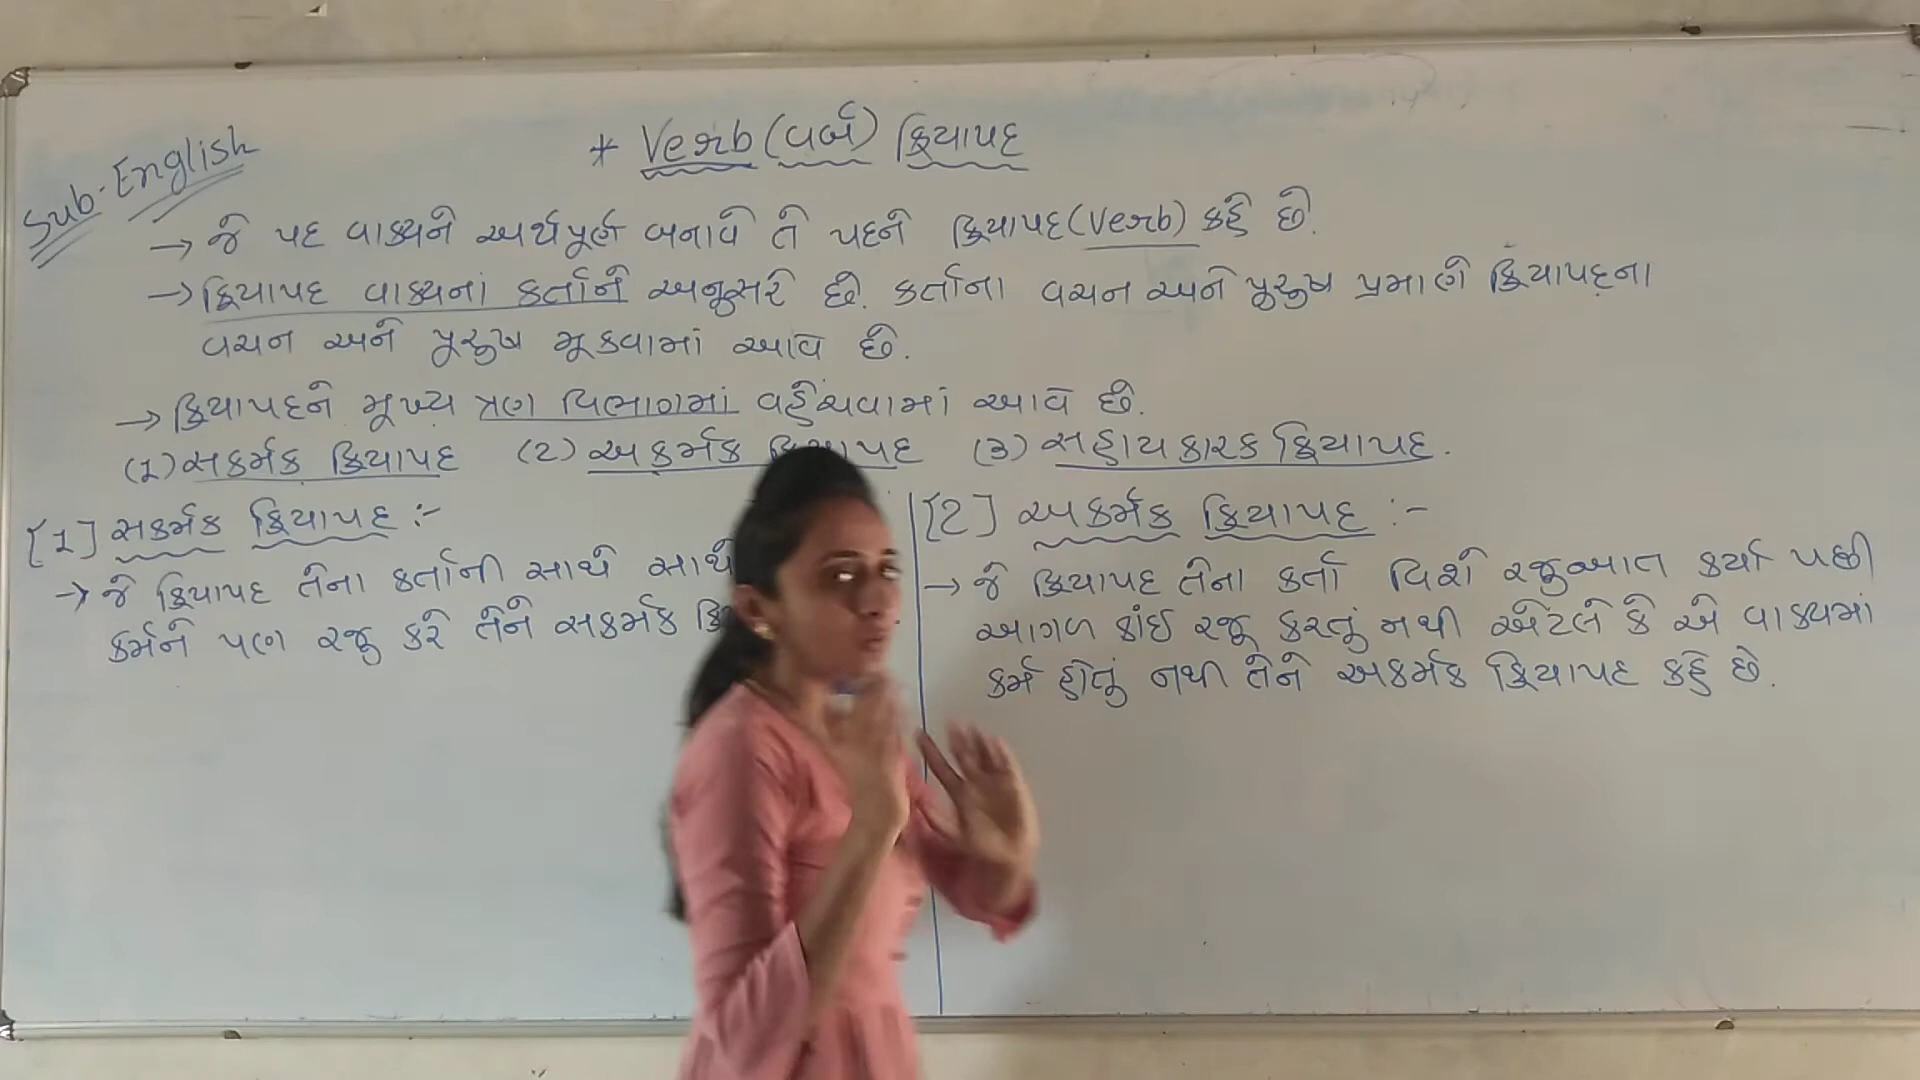 Sub-English
* Verb (વર્બ) ક્રિયાપદ
→ જે પદ વાક્યને અર્થપૂર્ણ બનાવે તે પદને ક્રિયાપદ (Verb) કહે છે.
→ ક્રિયાપદ વાક્યનાં કર્તાને અનુસરે છે. કર્તાના વચન અને પુરુષ પ્રમાણે ક્રિયાપદના
વચન અને પુરુષ મૂકવામાં આવે છે.
→ ક્રિયાપદને મુખ્ય ત્રણ વિભાગમાં વહેંચવામાં આવે છે.
(૧) સકર્મક ક્રિયાપદ (૨) અકર્મક ક્રિયાપદ (૩) સહાયકારક ક્રિયાપદ.
[1] સકર્મક ક્રિયાપદ :-
→ જે ક્રિયાપદ તેના કર્તાની સાથે સાથે
કર્મને પણ રજુ કરે તેને સકર્મક
[2] અકર્મક ક્રિયાપદ :-
→ જે ક્રિયાપદ તેના કર્તા વિશે રજુઆત કર્યા પછી
આગળ કાંઈ રજૂ કરતું નથી એટલે કે એ વાક્યમાં
કર્મ હોતું નથી તેને અકર્મક ક્રિયાપદ કહે છે.